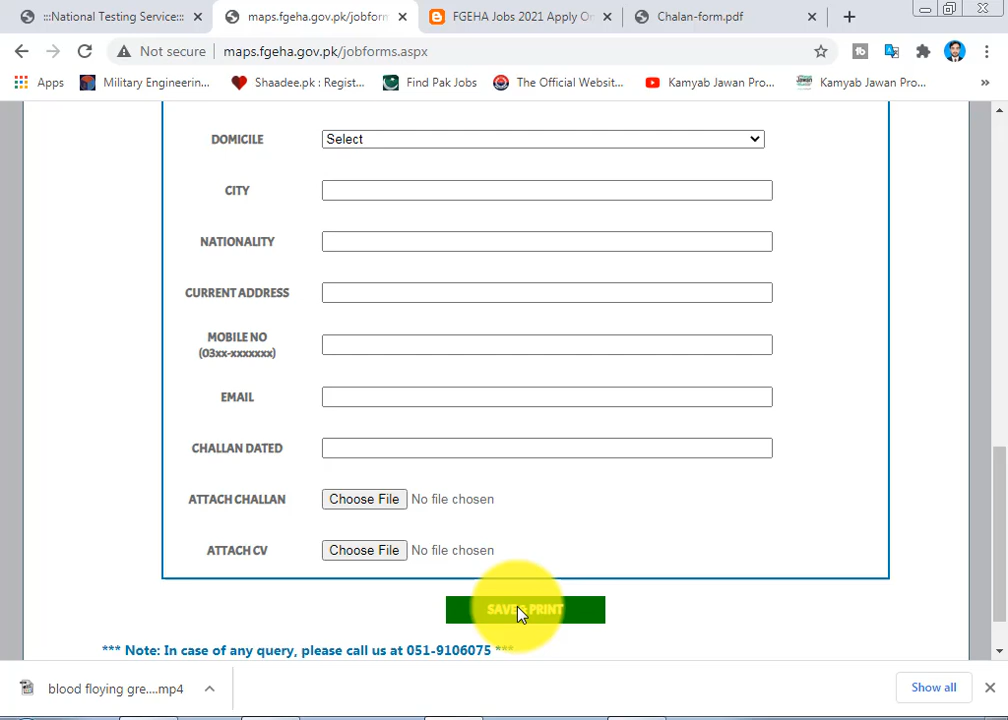 :::National Testing Service:::
maps.fgeha.gov.pk/jobform
FGEHA Jobs 2021 Apply On
Chalan-form.pdf
Not secure
maps.fgeha.gov.pk/jobforms.aspx
Apps
Military Engineerin...
Shaadee.pk : Regist...
Find Pak Jobs
The Official Websit...
Kamyab Jawan Pro...
Kamyab Jawan Pro...
DOMICILE
Select
CITY
NATIONALITY
CURRENT ADDRESS
MOBILE NO
(03xx-xxxxxxx)
EMAIL
CHALLAN DATED
ATTACH CHALLAN
Choose File No file chosen
ATTACH CV
Choose File No file chosen
SAVE & PRINT
*** Note: In case of any query, please call us at 051-9106075 ***
blood floying gre....mp4
Show all